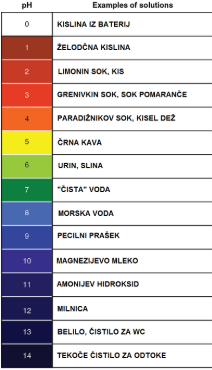 pH Examples of solutions
0 KISLINA IZ BATERIJ
1 ŽELODČNA KISLINA
2 LIMONIN SOK, KIS
3 GRENIVKIN SOK, SOK POMARANČE
4 PARADIŽNIKOV SOK, KISEL DEŽ
5 ČRNA KAVA
6 URIN, SLINA
7 "ČISTA" VODA
8 MORSKA VODA
9 PECILNI PRAŠEK
10 MAGNEZIJEVO MLEKO
11 AMONIJEV HIDROKSID
12 MILNICA
13 BELILO, ČISTILO ZA WC
14 TEKOČE ČISTILO ZA ODTOKE